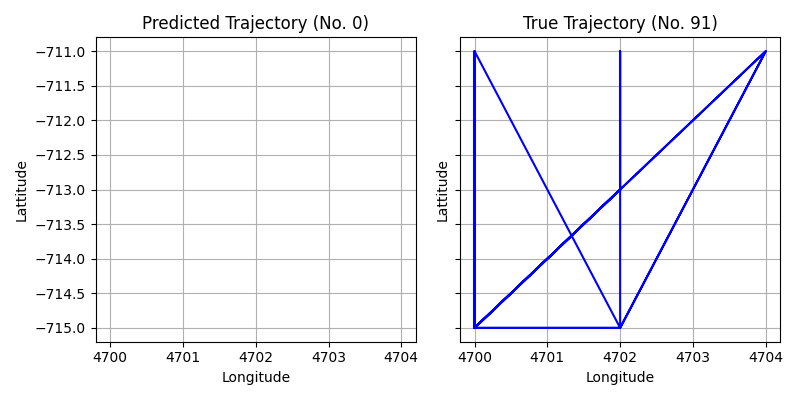 Predicted Trajectory (No. 0)
True Trajectory (No. 91)
Lattitude
−711.0
−711.5
−712.0
−712.5
−713.0
−713.5
−714.0
−714.5
−715.0
4700 4701 4702 4703 4704
Longitude
Lattitude
4700 4701 4702 4703 4704
Longitude